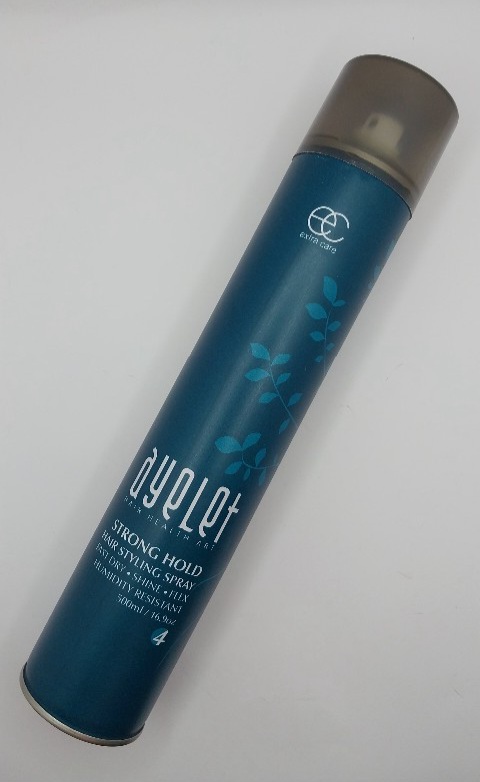 ec
extra care
ayelet
HAIR HEALTH ART
STRONG HOLD
HAIR STYLING SPRAY
FAST DRY • SHINE • FLEX
HUMIDITY RESISTANT
500ml / 16.9oz
4